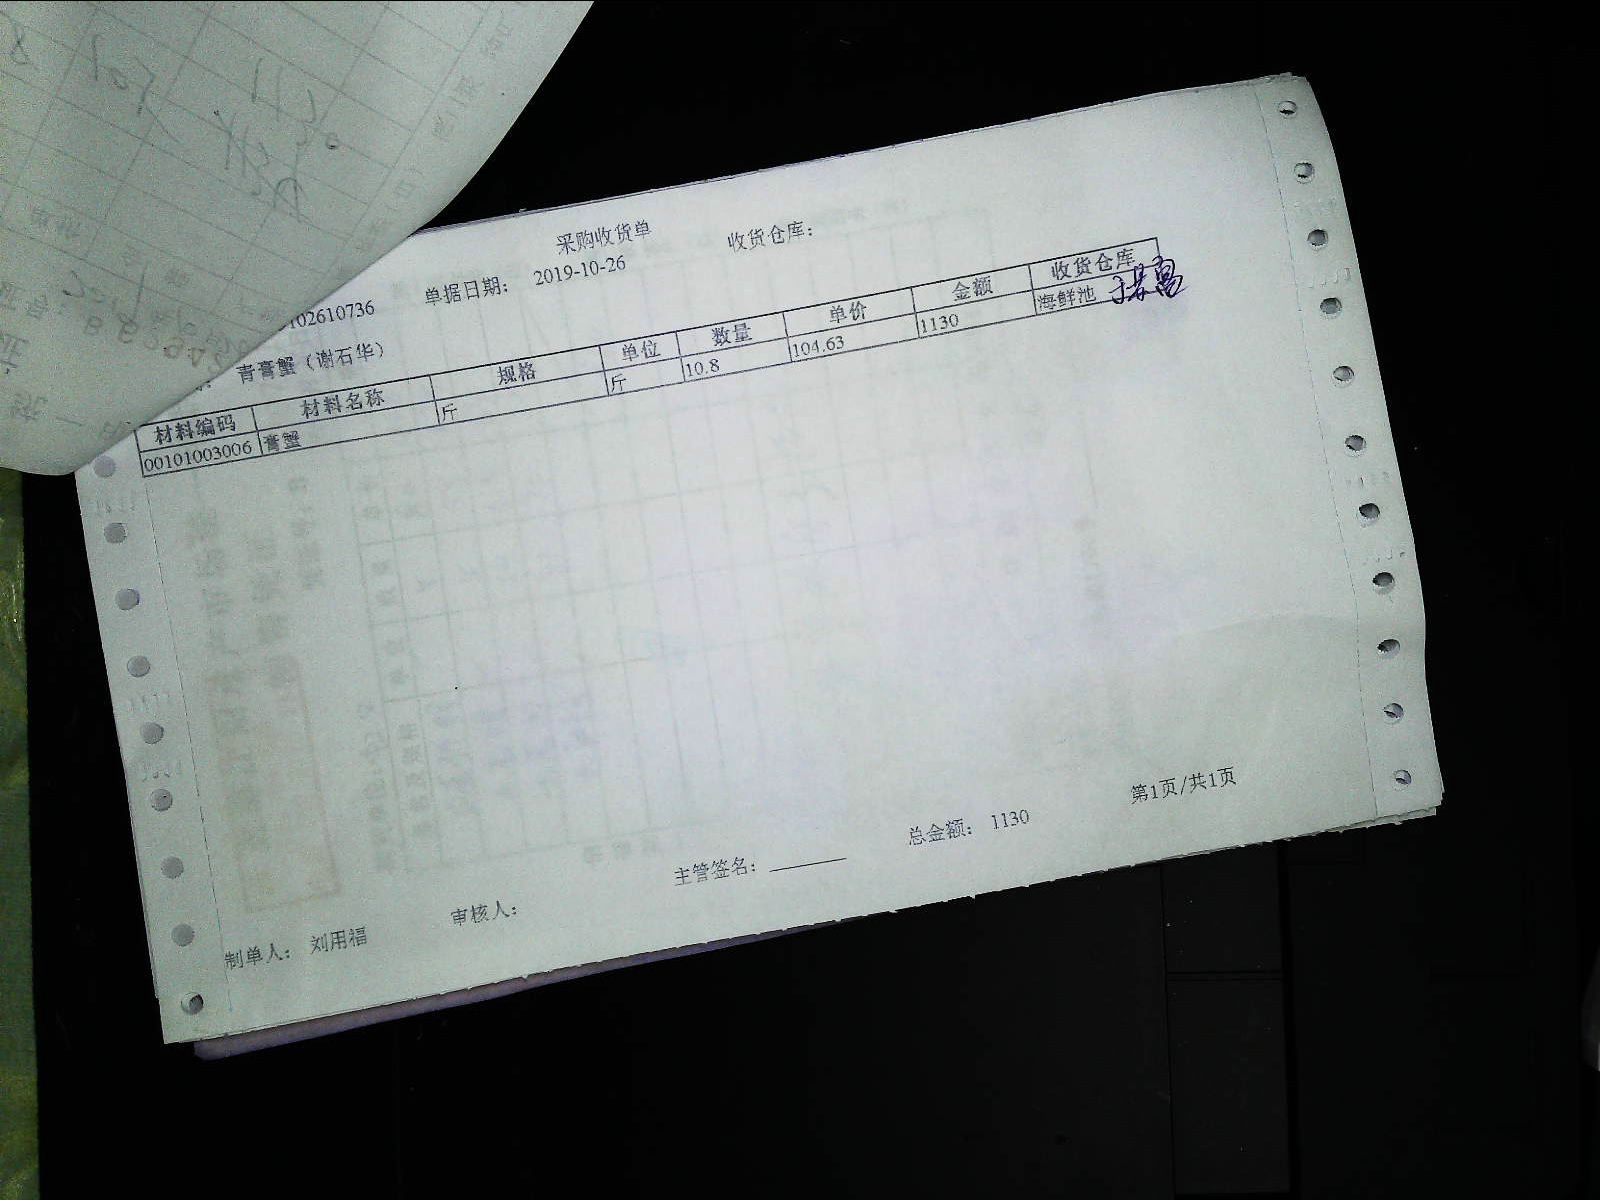 采购收货单
收货仓库：
102610736 单据日期： 2019-10-26
青膏蟹（谢石华）
材料编码 材料名称 规格 单位 数量 单价 金额 收货仓库
00101003006 膏蟹 斤 斤 10.8 104.63 1130 海鲜池
第1页/共1页
制单人： 刘用福 审核人： 主管签名： 总金额： 1130